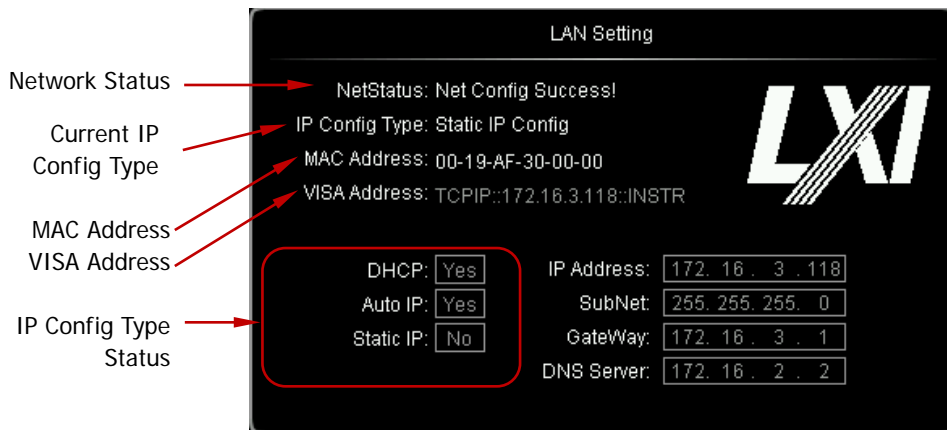 LAN Setting
Network Status
NetStatus: Net Config Success!
Current IP
Config Type
IP Config Type: Static IP Config
MAC Address: 00-19-AF-30-00-00
VISA Address: TCPIP::172.16.3.118::INSTR
LXI
MAC Address
VISA Address
IP Config Type
Status
DHCP: Yes
Auto IP: Yes
Static IP: No
IP Address: 172. 16 . 3 . 118
SubNet: 255. 255. 255. 0
GateWay: 172. 16 . 3 . 1
DNS Server: 172. 16 . 2 . 2